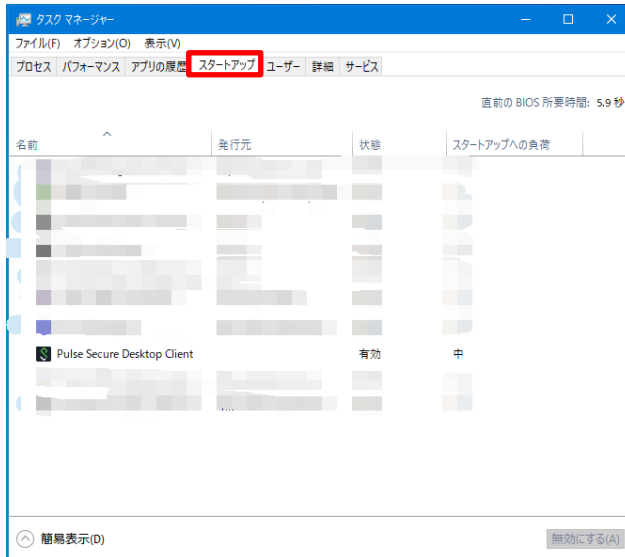 タスク マネージャー
ファイル(F) オプション(O) 表示(V)
プロセス パフォーマンス アプリの履歴 スタートアップ ユーザー 詳細 サービス
直前の BIOS 所要時間: 5.9 秒
名前 発行元 状態 スタートアップへの負荷
Pulse Secure Desktop Client 有効 中
簡易表示(D) 無効にする(A)